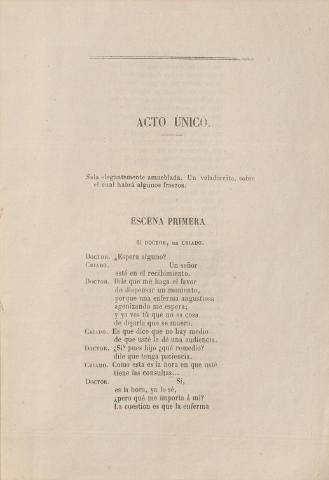 ACTO ÚNICO.
Sala elegantemente amueblada. Un veladorcito, sobre
el cual habrá algunos frascos.
ESCENA PRIMERA.
El DOCTOR, un CRIADO.
DOCTOR. ¿Espera alguno?
CRIADO. Un señor
está en el recibimiento.
DOCTOR. Dile que me haga el favor
de dispensar un momento,
porque una enferma angustiosa
agonizando me espera;
y ya ves tú que no es cosa
de dejarla que se muera.
CRIADO. Es que dice que no hay medio
de que usté le dé una audiencia.
DOCTOR. ¿Sí? pues hijo ¿qué remedio?
dile que tenga paciencia.
CRIADO. Como esta es la hora en que usté
tiene las consultas...
DOCTOR. Sí,
es la hora, ya lo sé,
¿pero qué me importa á mí?
La cuestion es que la enferma